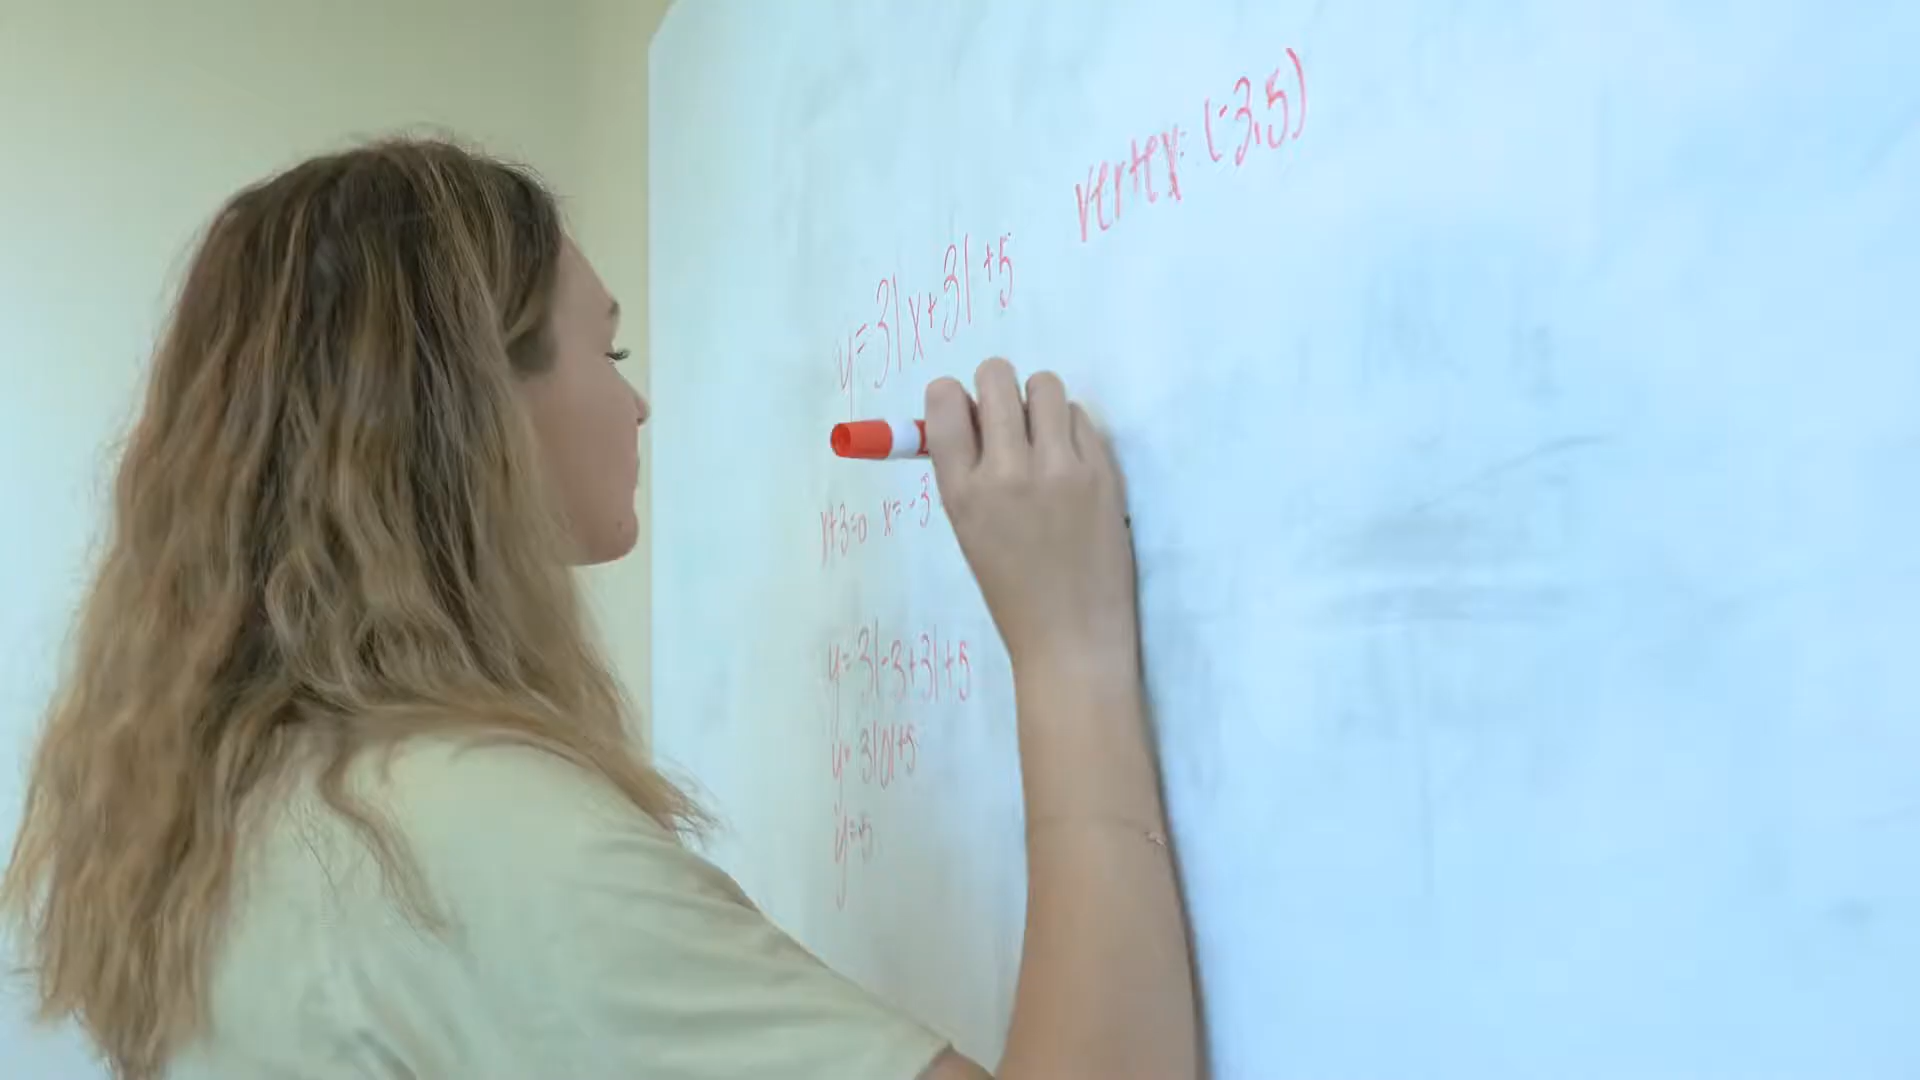 vertex: (-3,5)
y=3|x+3|+5
x+3=0 x=-3
y=3|-3+3|+5
y=3|0|+5
y=5